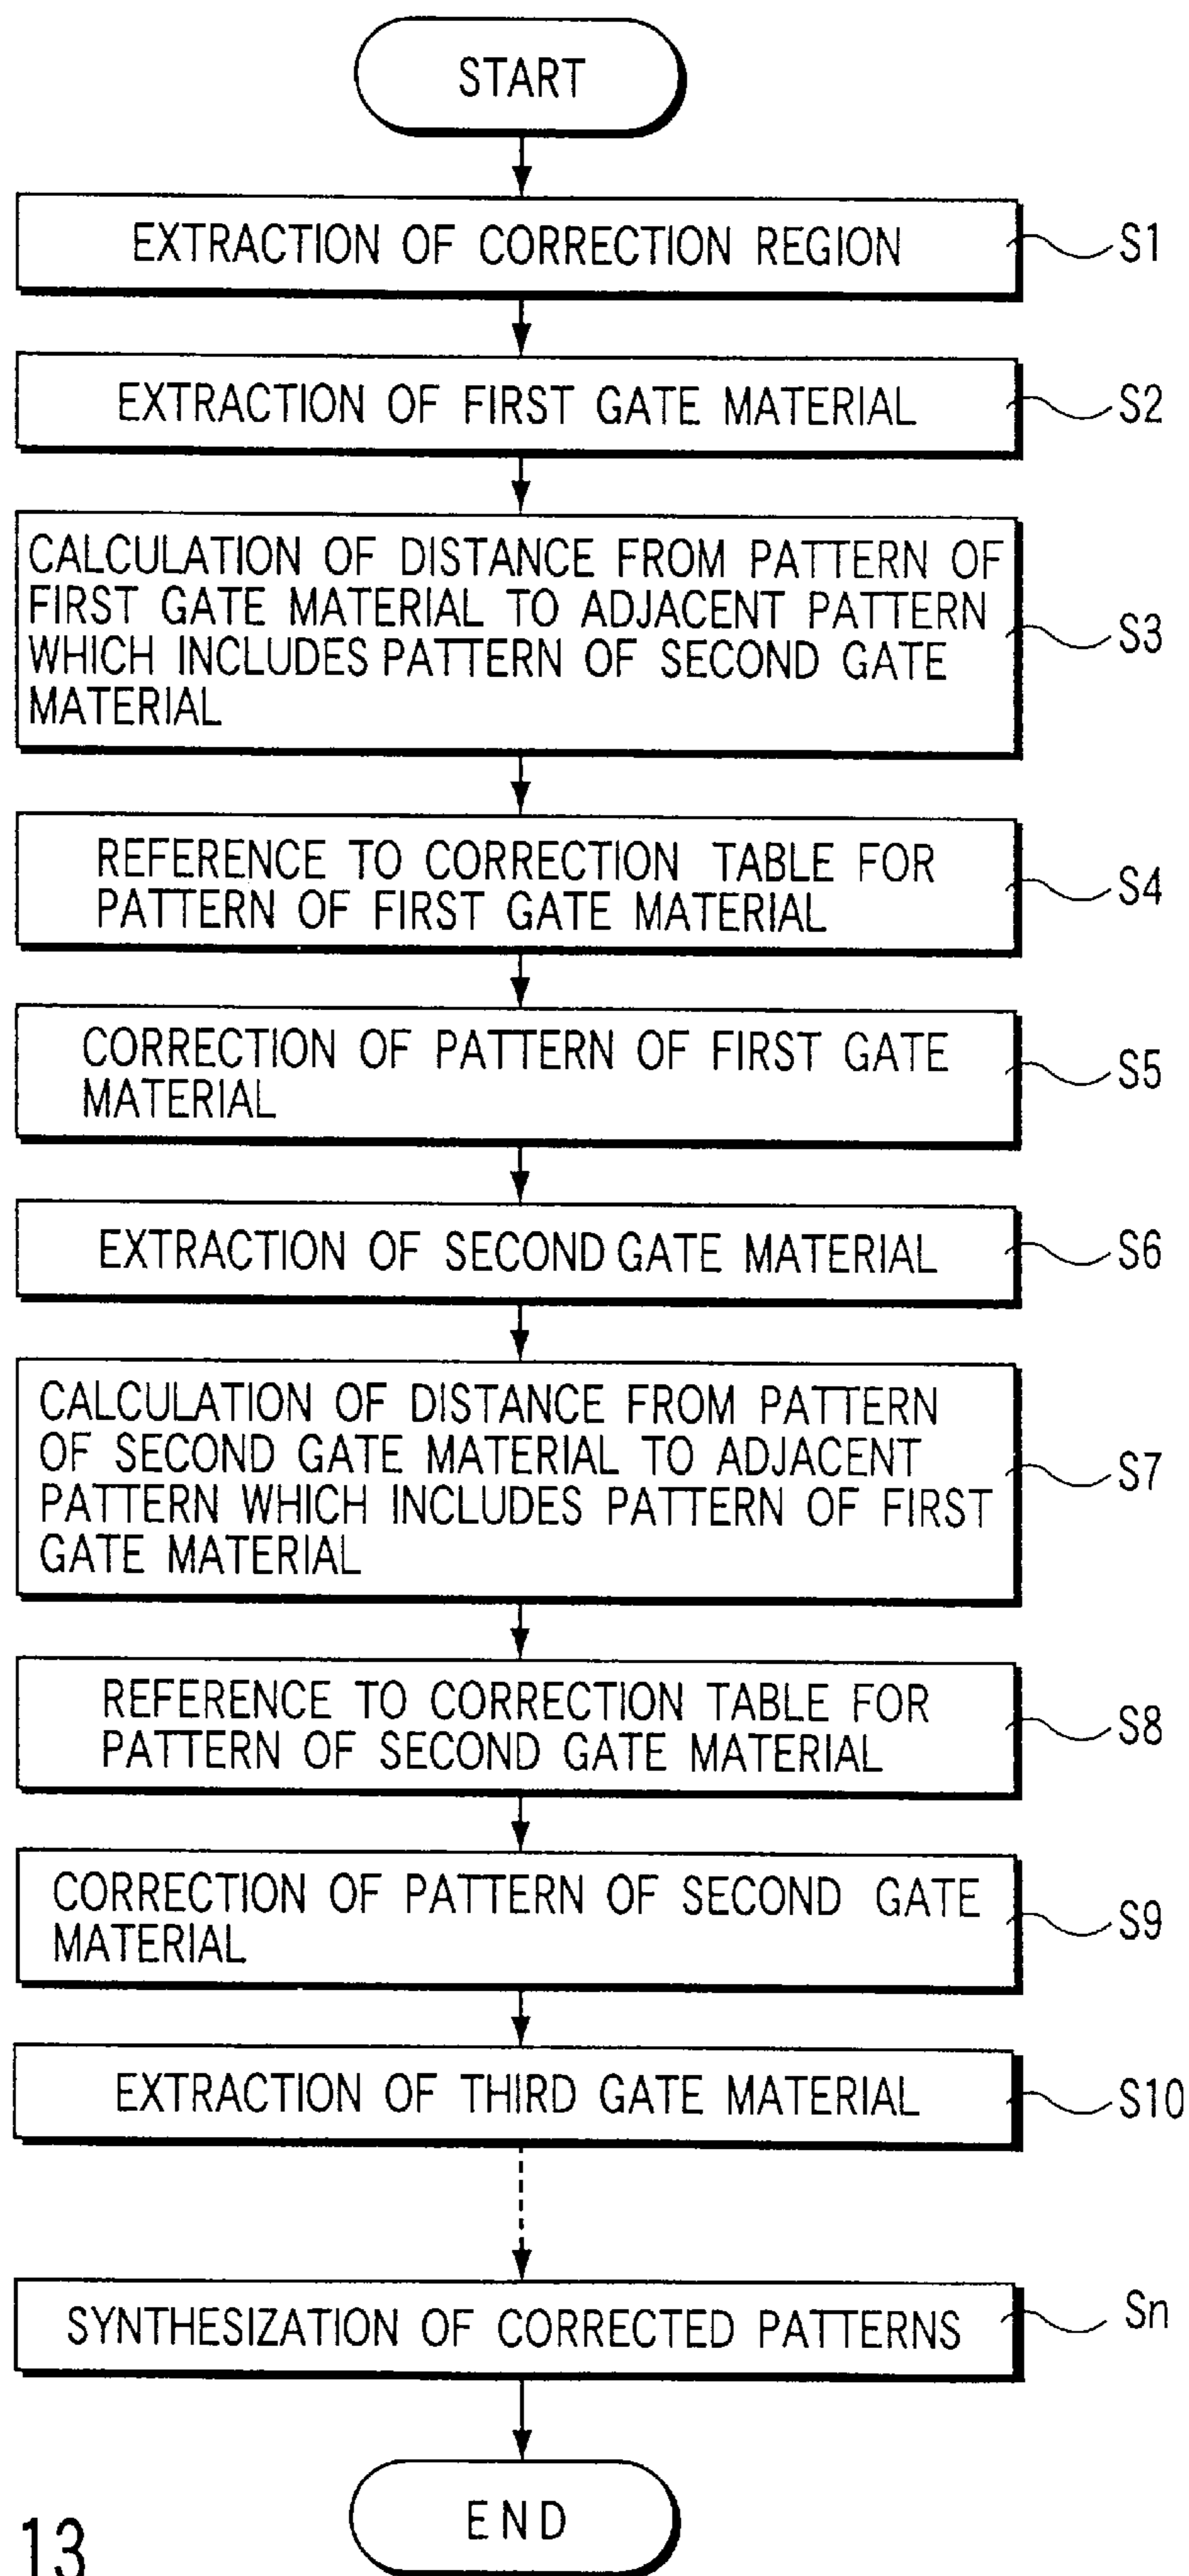 START
EXTRACTION OF CORRECTION REGION
S1
EXTRACTION OF FIRST GATE MATERIAL
S2
CALCULATION OF DISTANCE FROM PATTERN OF
FIRST GATE MATERIAL TO ADJACENT PATTERN
WHICH INCLUDES PATTERN OF SECOND GATE
MATERIAL
S3
REFERENCE TO CORRECTION TABLE FOR
PATTERN OF FIRST GATE MATERIAL
S4
CORRECTION OF PATTERN OF FIRST GATE
MATERIAL
S5
EXTRACTION OF SECOND GATE MATERIAL
S6
CALCULATION OF DISTANCE FROM PATTERN
OF SECOND GATE MATERIAL TO ADJACENT
PATTERN WHICH INCLUDES PATTERN OF FIRST
GATE MATERIAL
S7
REFERENCE TO CORRECTION TABLE FOR
PATTERN OF SECOND GATE MATERIAL
S8
CORRECTION OF PATTERN OF SECOND GATE
MATERIAL
S9
EXTRACTION OF THIRD GATE MATERIAL
S10
SYNTHESIZATION OF CORRECTED PATTERNS
Sn
END
13